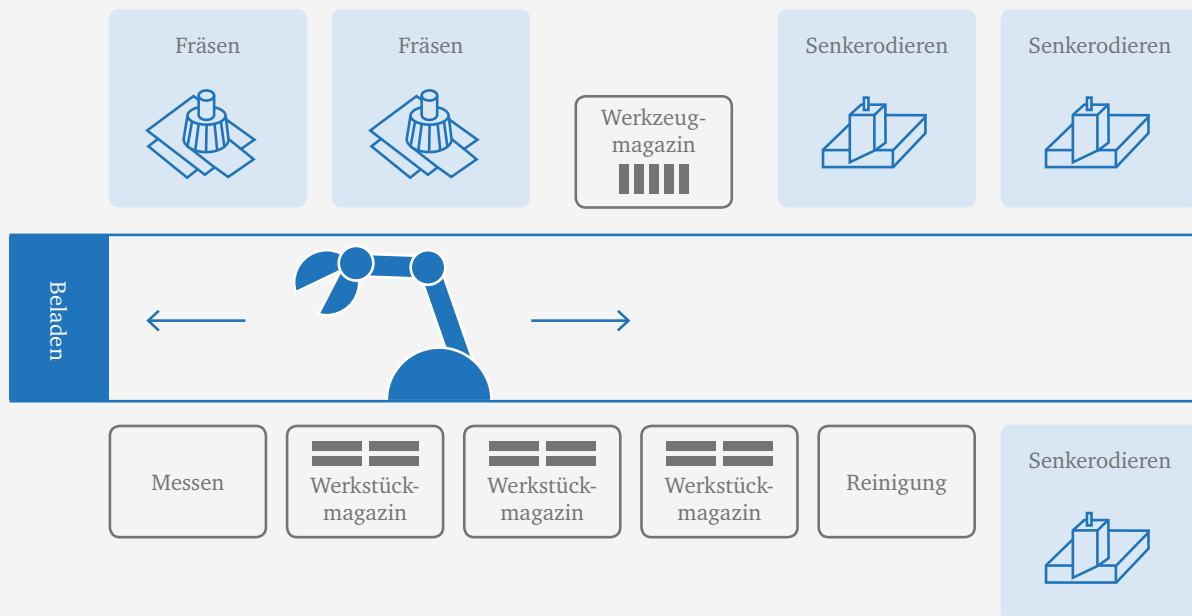 Fräsen
Fräsen
Werkzeug-
magazin
Senkerodieren
Senkerodieren
Beladen
Messen
Werkstück-
magazin
Werkstück-
magazin
Werkstück-
magazin
Reinigung
Senkerodieren